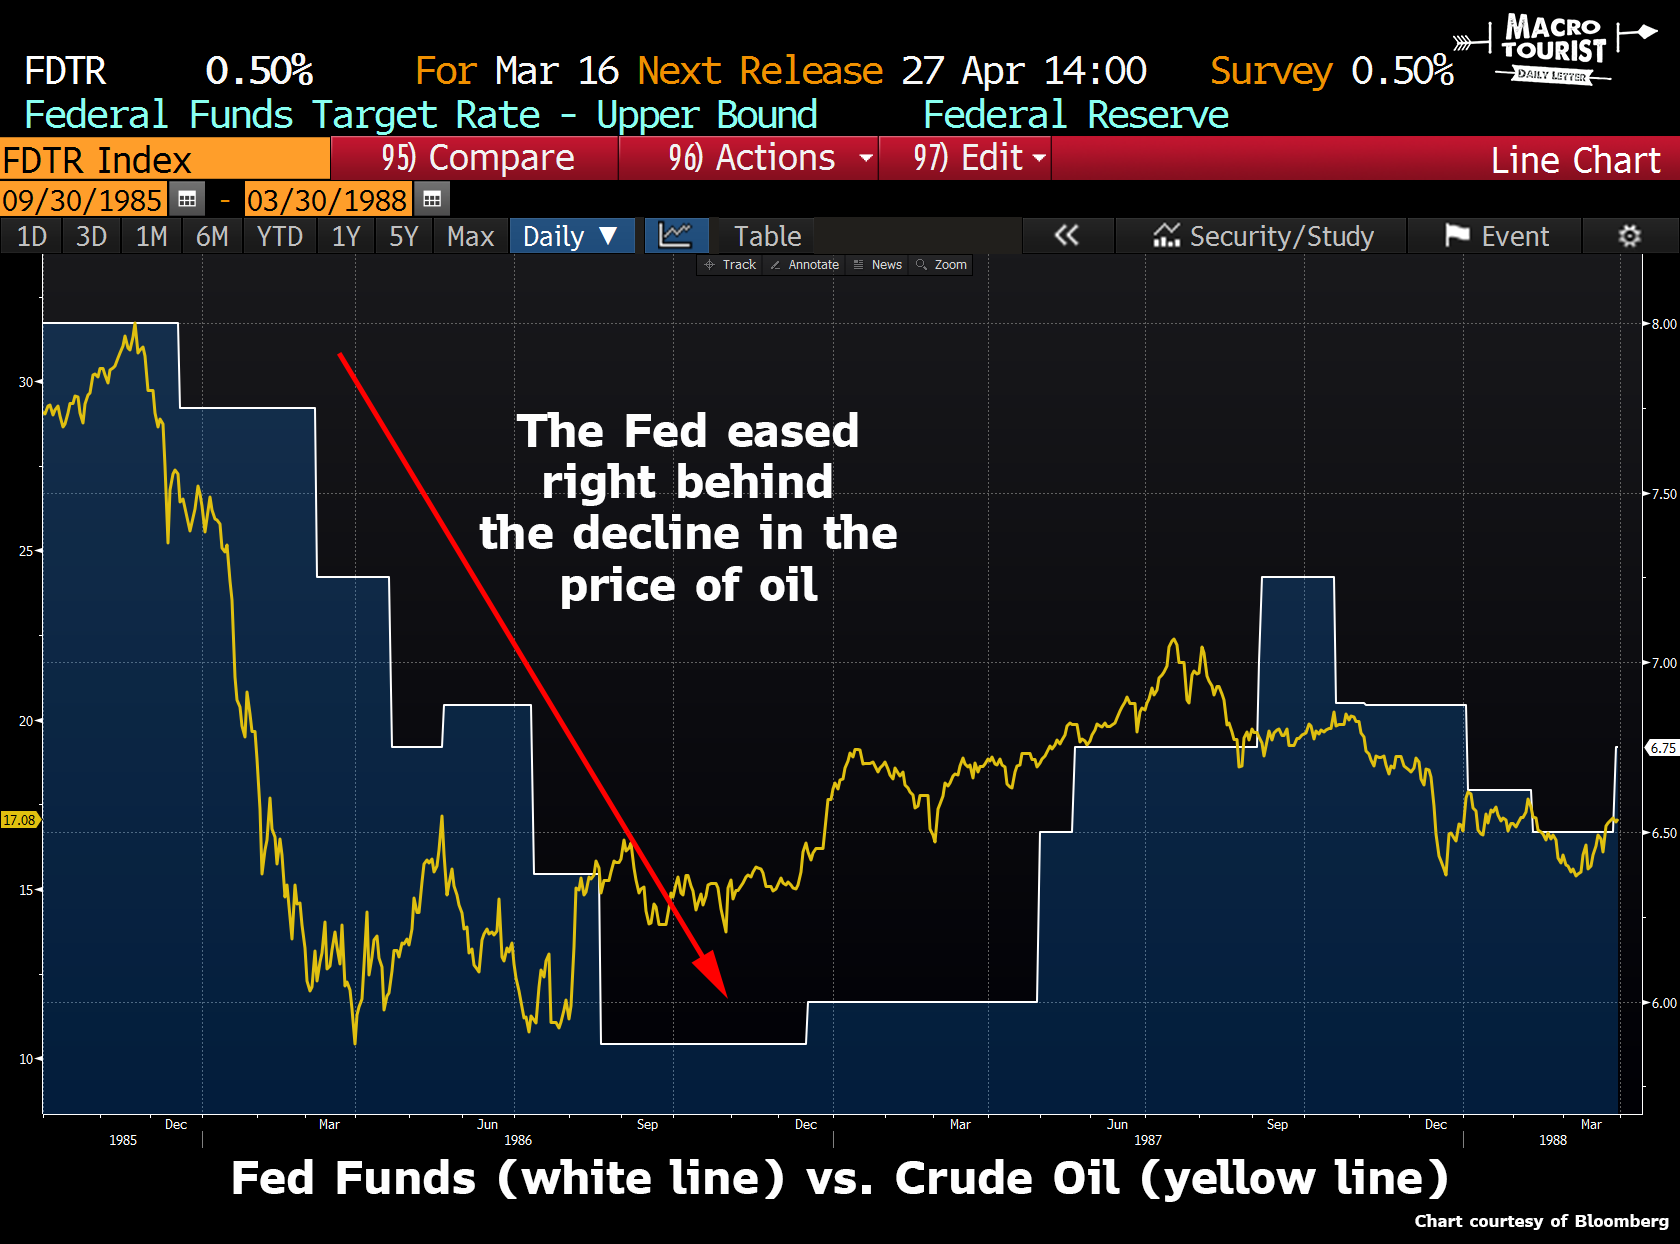 MACRO
TOURIST
DAILY LETTER
FDTR 0.50% For Mar 16 Next Release 27 Apr 14:00 Survey 0.50%
Federal Funds Target Rate - Upper Bound Federal Reserve
FDTR Index 95) Compare 96) Actions 97) Edit Line Chart
09/30/1985 - 03/30/1988
1D 3D 1M 6M YTD 1Y 5Y Max Daily ▼ Table « Security/Study Event
Track Annotate News Zoom
8.00
30
The Fed eased
right behind
7.50
the decline in the
25
price of oil
7.00
20
6.75
17.08
6.50
15
6.00
10
Dec Mar Jun Sep Dec Mar Jun Sep Dec Mar
1985 1986 1987 1988
Fed Funds (white line) vs. Crude Oil (yellow line)
Chart courtesy of Bloomberg